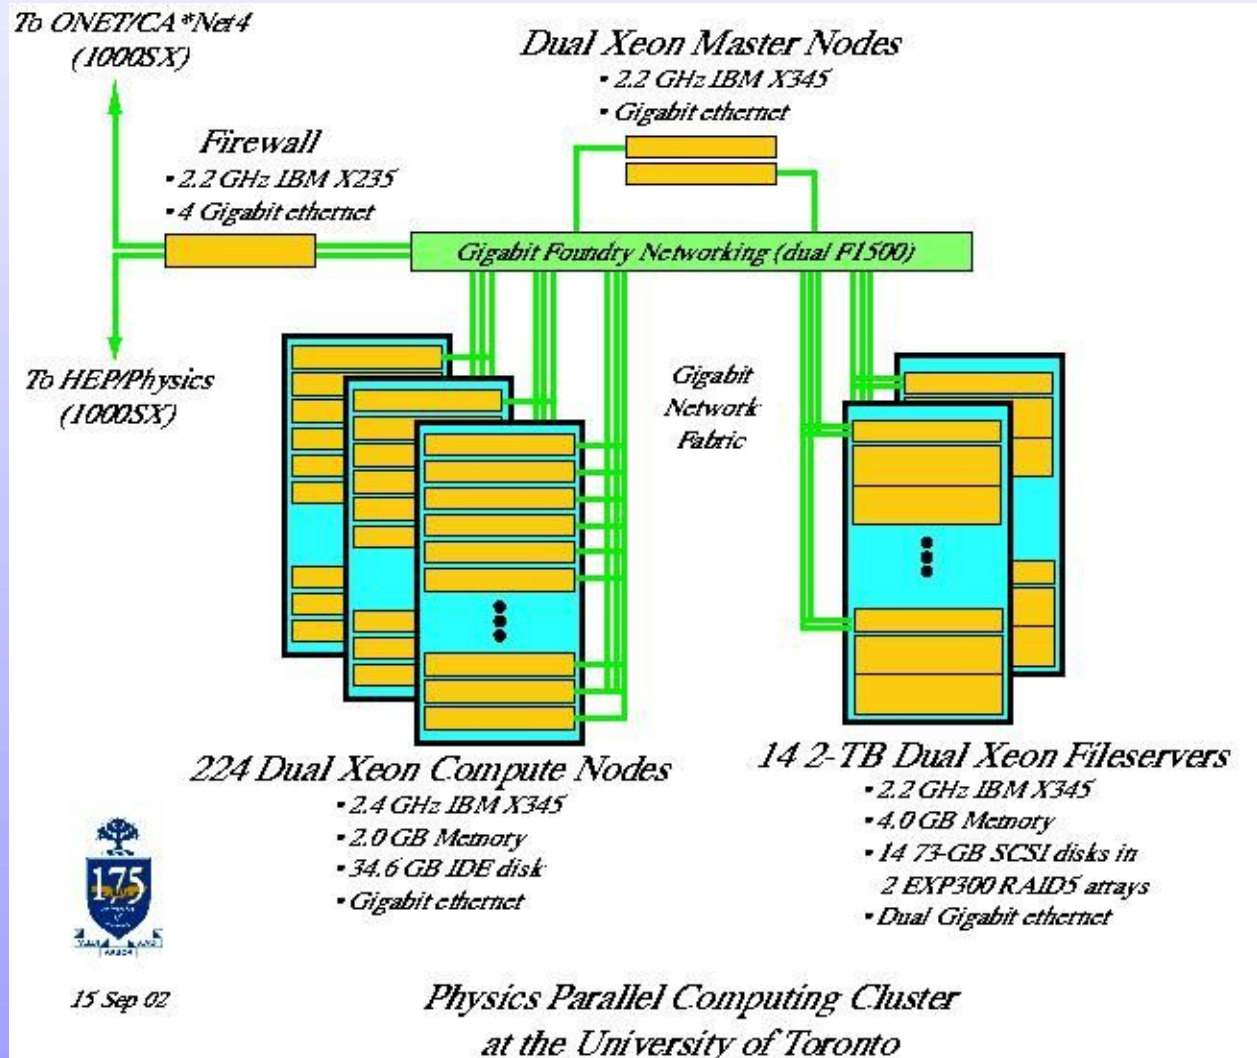 To ONET/CA*Net4
(1000SX)
Dual Xeon Master Nodes
• 2.2 GHz IBM X345
• Gigabit ethernet
Firewall
• 2.2 GHz IBM X235
• 4 Gigabit ethernet
Gigabit Foundry Networking (dual F1500)
To HEP/Physics
(1000SX)
Gigabit
Network
Fabric
224 Dual Xeon Compute Nodes
• 2.4 GHz IBM X345
• 2.0 GB Memory
• 34.6 GB IDE disk
• Gigabit ethernet
14 2-TB Dual Xeon Fileservers
• 2.2 GHz IBM X345
• 4.0 GB Memory
• 14 73-GB SCSI disks in
2 EXP300 RAID5 arrays
• Dual Gigabit ethernet
175
15 Sep 02
Physics Parallel Computing Cluster
at the University of Toronto